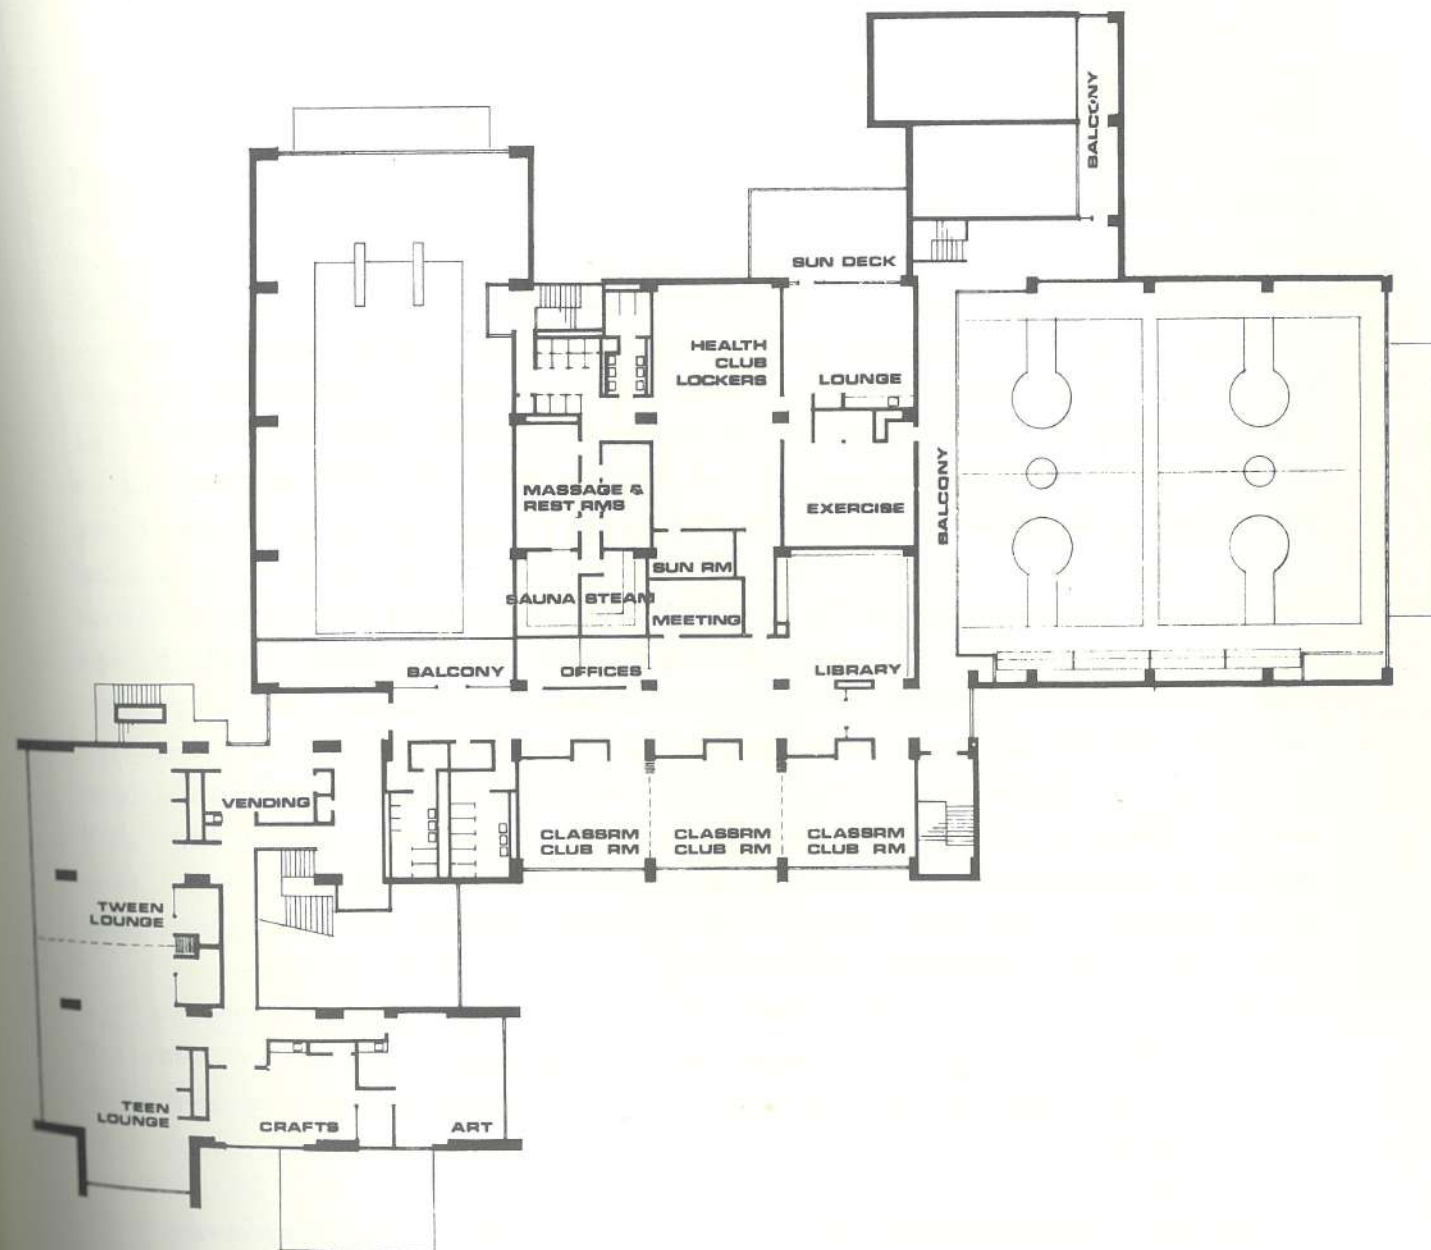 BALCONY
SUN DECK
HEALTH
CLUB
LOCKERS
LOUNGE
MASSAGE &
REST RMS
EXERCISE
BALCONY
SUN RM
SAUNA
STEAM
MEETING
BALCONY
OFFICES
LIBRARY
VENDING
CLASSRM
CLUB RM
CLASSRM
CLUB RM
CLASSRM
CLUB RM
TWEEN
LOUNGE
TEEN
LOUNGE
CRAFTS
ART